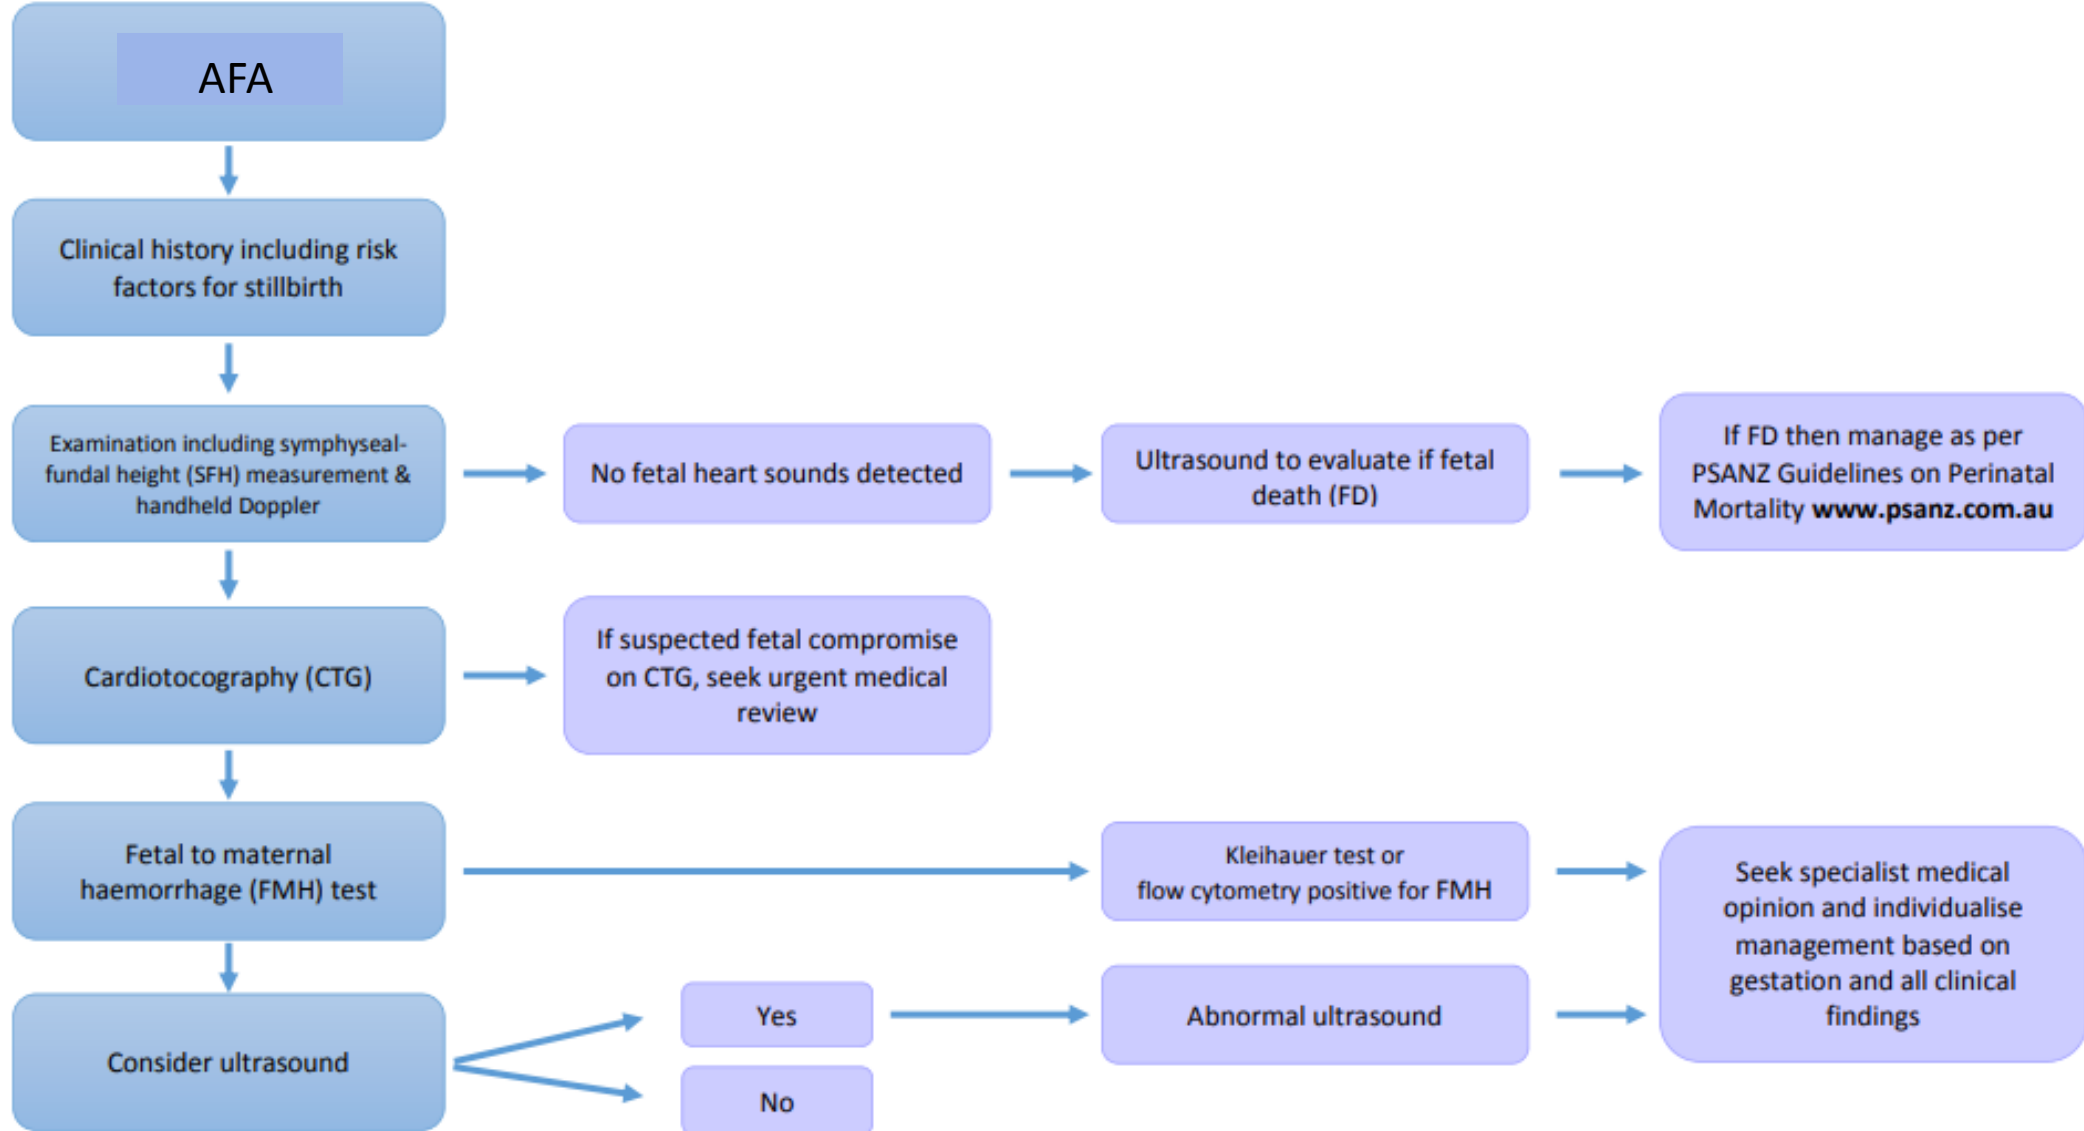 AFA
Clinical history including risk
factors for stillbirth
Examination including symphyseal-
fundal height (SFH) measurement &
handheld Doppler
No fetal heart sounds detected
Ultrasound to evaluate if fetal
death (FD)
If FD then manage as per
PSANZ Guidelines on Perinatal
Mortality www.psanz.com.au
Cardiotocography (CTG)
If suspected fetal compromise
on CTG, seek urgent medical
review
Fetal to maternal
haemorrhage (FMH) test
Kleihauer test or
flow cytometry positive for FMH
Seek specialist medical
opinion and individualise
management based on
gestation and all clinical
findings
Consider ultrasound
Yes
Abnormal ultrasound
No